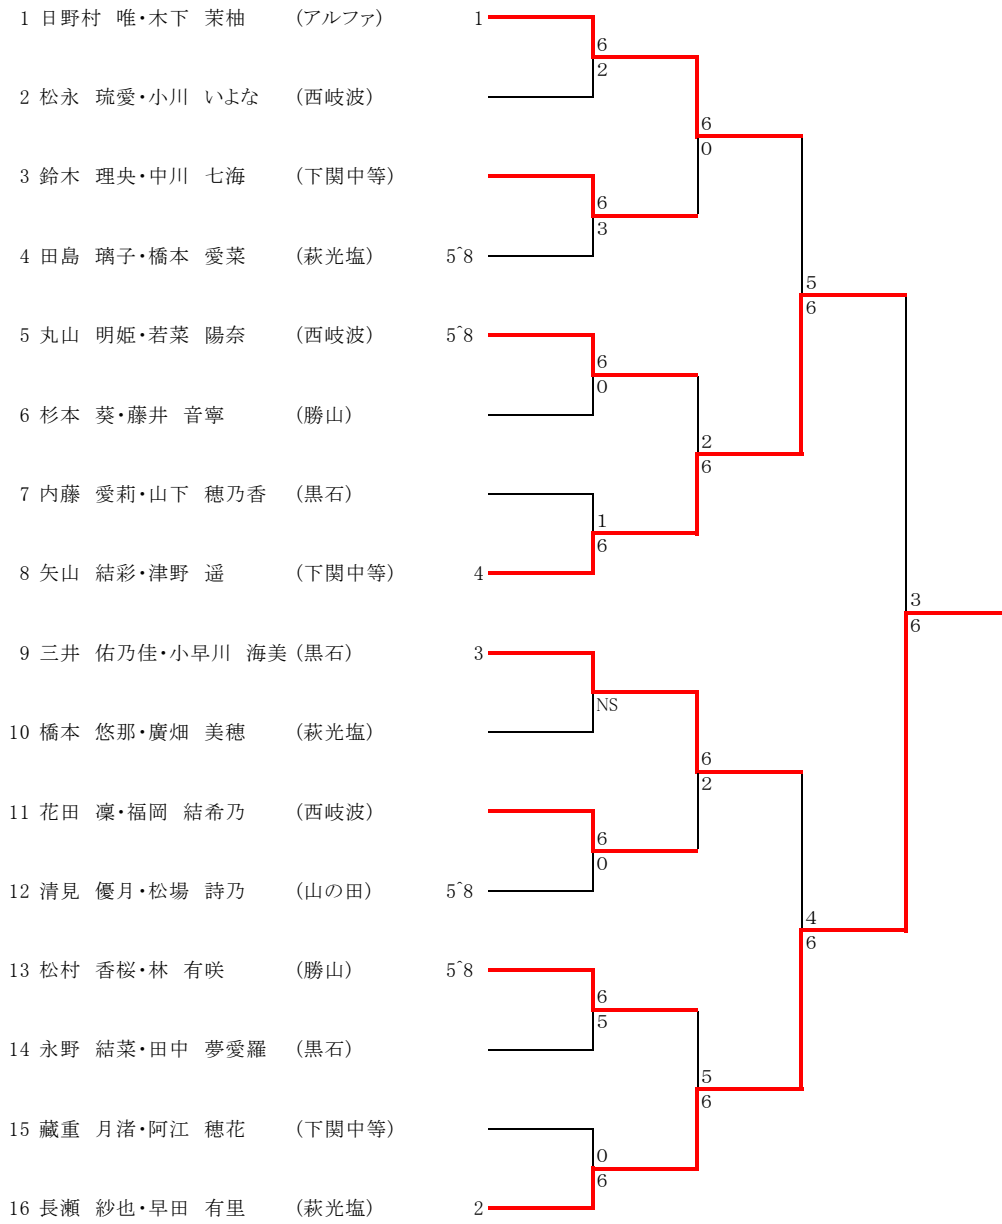 1 日野村 唯・木下 茉柚 (アルファ) 1
6
2
2 松永 琉愛・小川 いよな (西岐波)
6
0
3 鈴木 理央・中川 七海 (下関中等)
6
3
4 田島 璃子・橋本 愛菜 (萩光塩) 5~8
5
6
5 丸山 明姫・若菜 陽奈 (西岐波) 5~8
6
0
6 杉本 葵・藤井 音寧 (勝山)
2
6
7 内藤 愛莉・山下 穂乃香 (黒石)
1
6
8 矢山 結彩・津野 遥 (下関中等) 4
3
6
9 三井 佑乃佳・小早川 海美 (黒石) 3
NS
10 橋本 悠那・廣畑 美穂 (萩光塩)
6
2
11 花田 凜・福岡 結希乃 (西岐波)
6
0
12 清見 優月・松場 詩乃 (山の田) 5~8
4
6
13 松村 香桜・林 有咲 (勝山) 5~8
6
5
14 永野 結菜・田中 夢愛羅 (黒石)
5
6
15 藏重 月渚・阿江 穂花 (下関中等)
0
6
16 長瀬 紗也・早田 有里 (萩光塩) 2